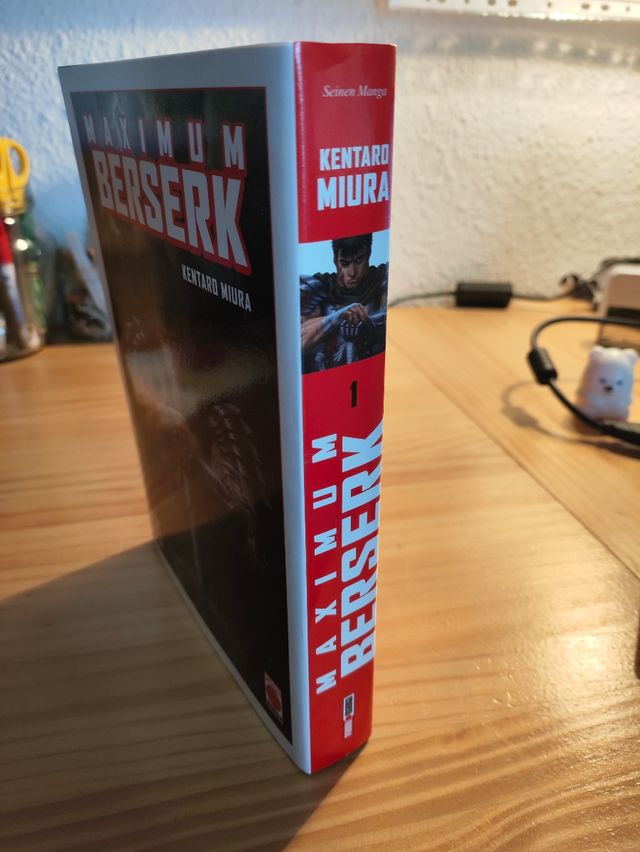 MAXIMUM
BERSERK
KENTARO MIURA
Seinen Manga
KENTARO
MIURA
1
MAXIMUM
BERSERK